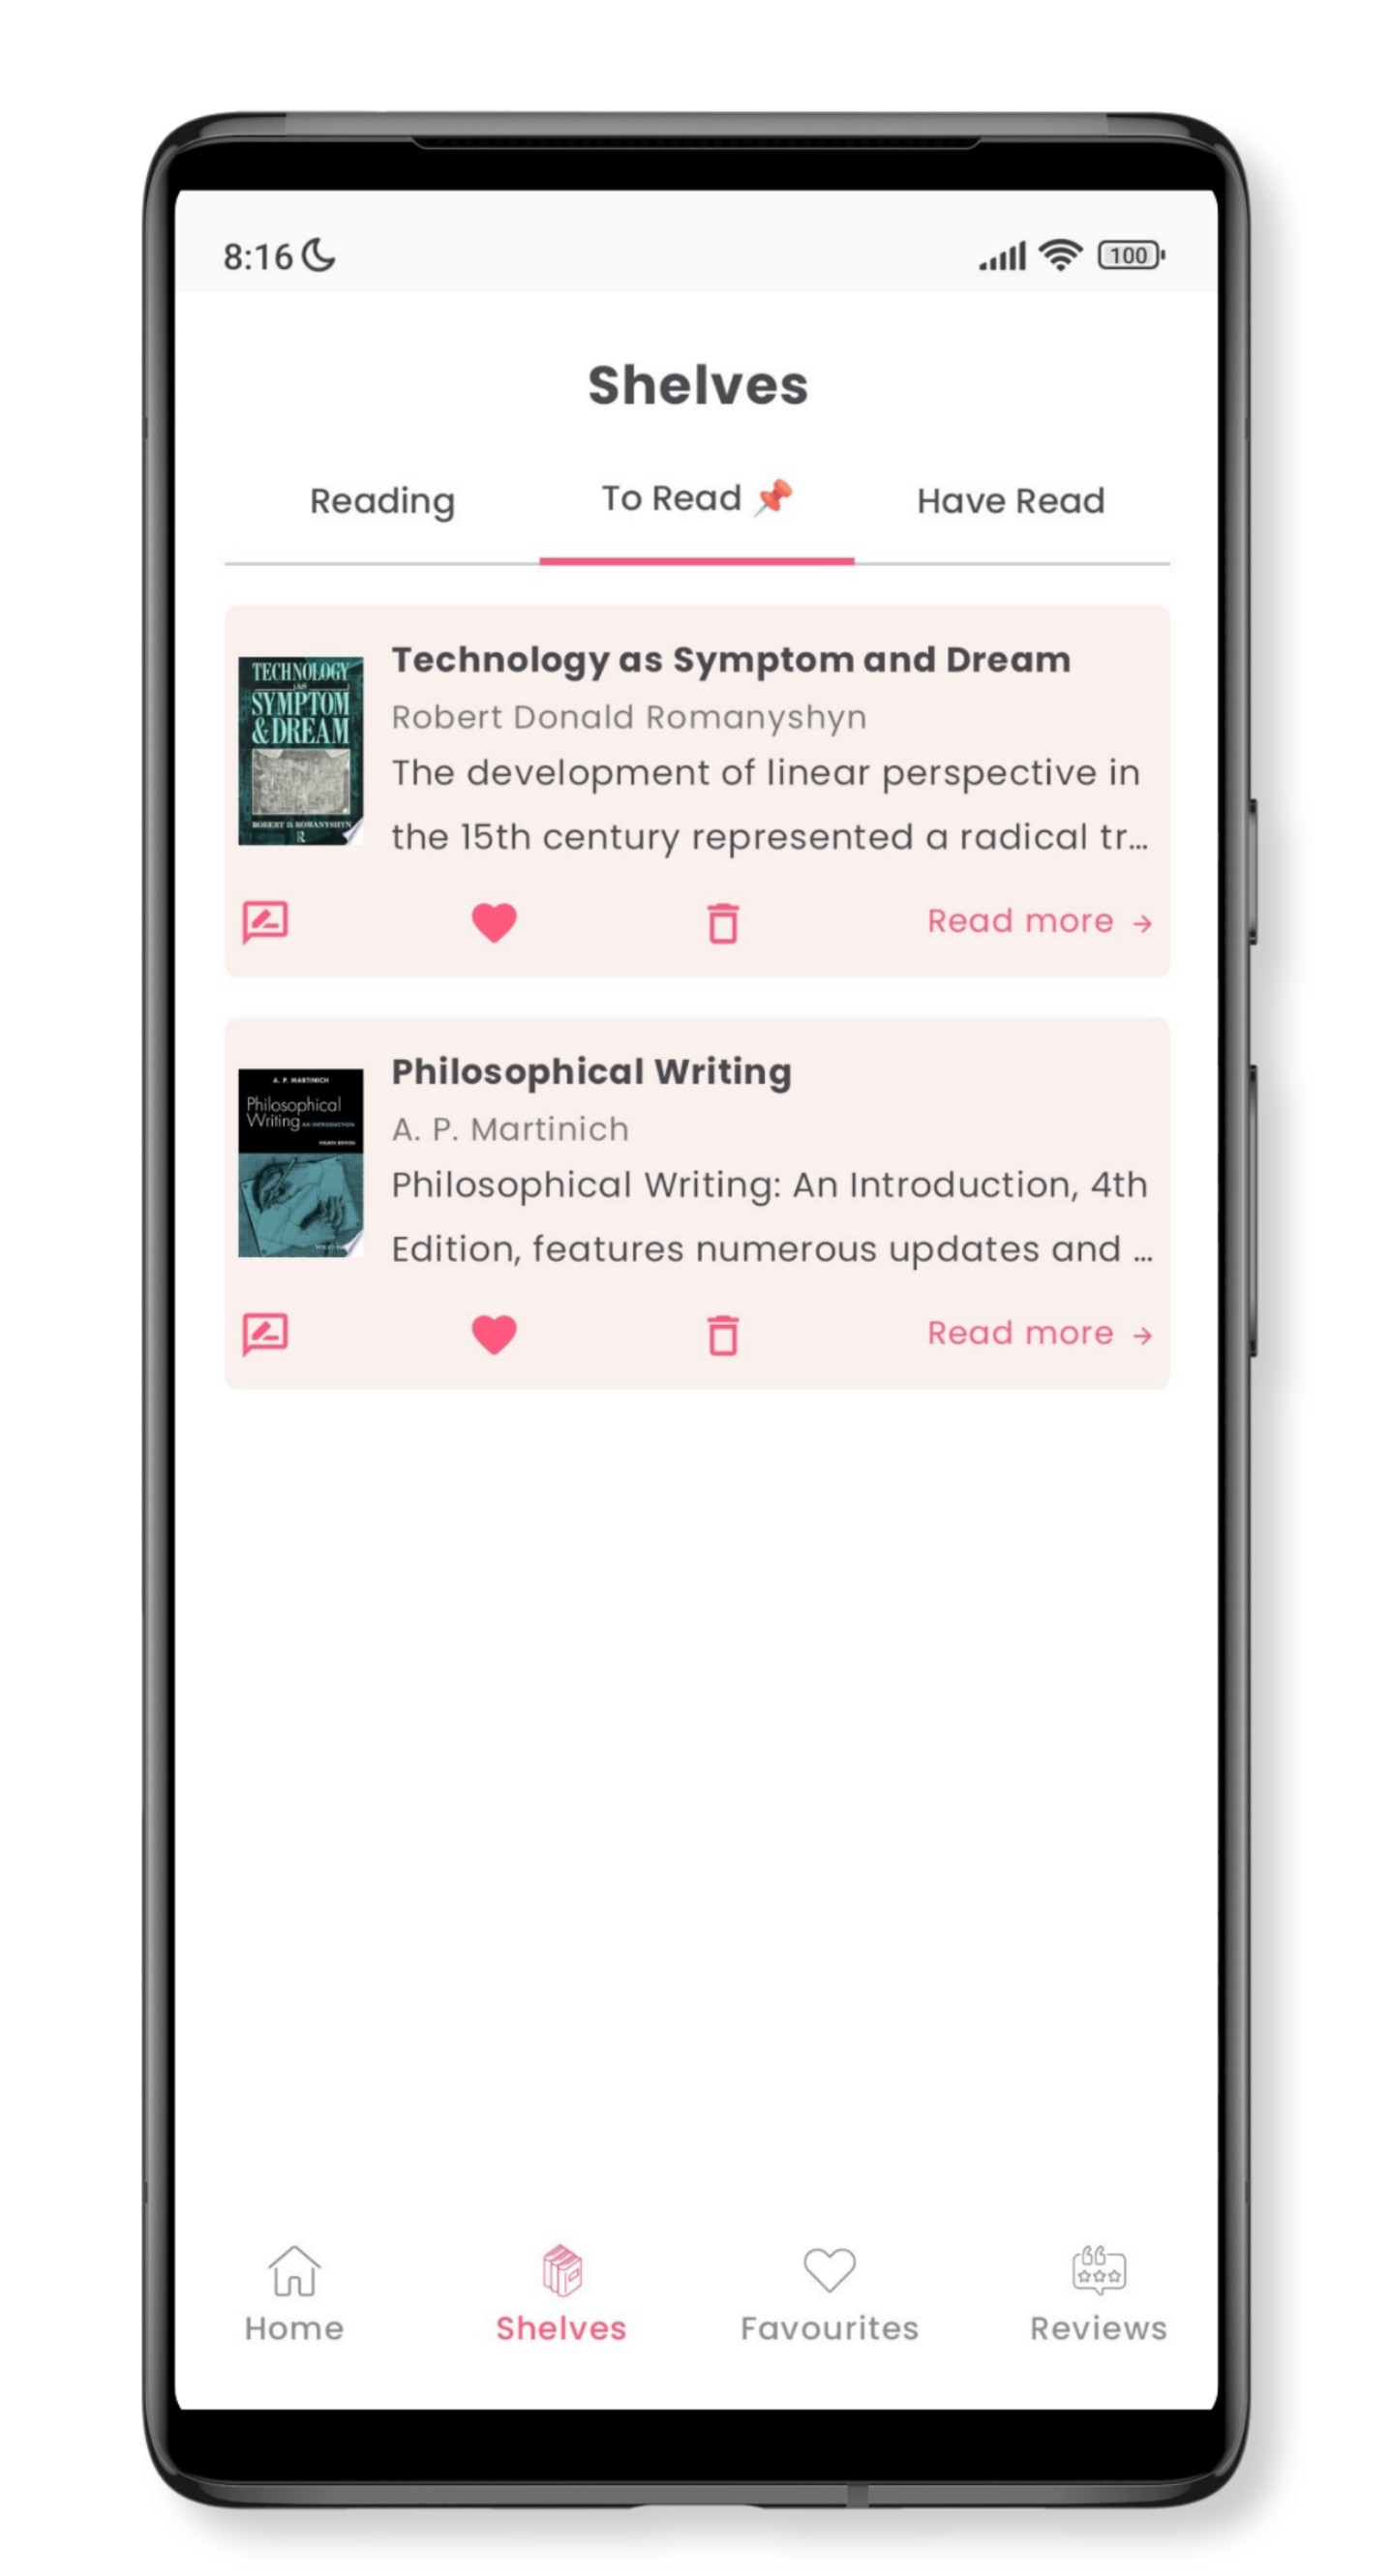 8:16
100
Shelves
Reading
To Read 📌
Have Read
TECHNOLOGY
AS
SYMPTOM
& DREAM
ROBERT D. ROMANYSHYN
R
Technology as Symptom and Dream
Robert Donald Romanyshyn
The development of linear perspective in
the 15th century represented a radical tr...
Read more →
A. P. MARTINICH
Philosophical
Writing AN INTRODUCTION
FOURTH EDITION
Philosophical Writing
A. P. Martinich
Philosophical Writing: An Introduction, 4th
Edition, features numerous updates and ...
Read more →
Home
Shelves
Favourites
Reviews